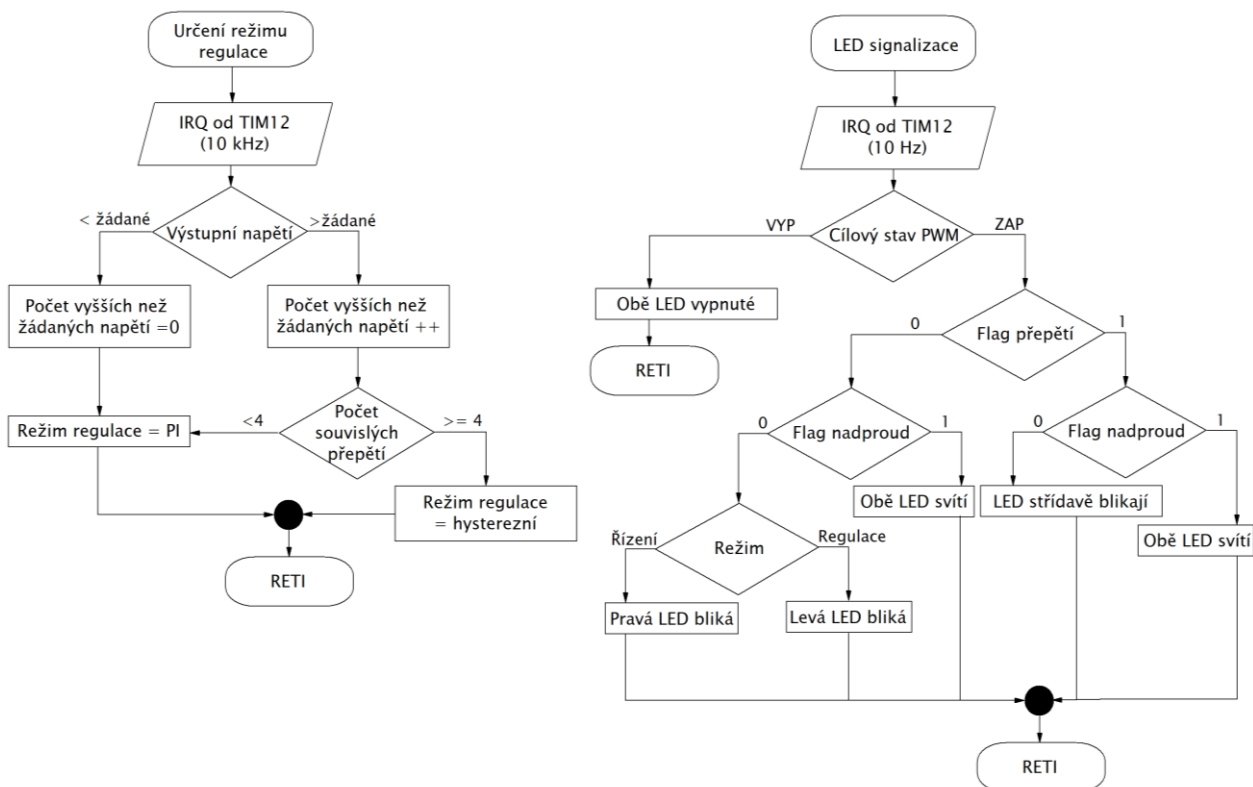 Určení režimu
regulace
IRQ od TIM12
(10 kHz)
< žádané
>žádané
Výstupní napětí
Počet vyšších než
žádaných napětí =0
Počet vyšších než
žádaných napětí ++
<4
Počet
souvislých
přepětí
>= 4
Režim regulace = PI
Režim regulace
= hysterezní
RETI
LED signalizace
IRQ od TIM12
(10 Hz)
VYP
Cílový stav PWM
ZAP
Obě LED vypnuté
RETI
0
Flag přepětí
1
0
Flag nadproud
1
0
Flag nadproud
1
Obě LED svítí
LED střídavě blikají
Obě LED svítí
Řízení
Režim
Regulace
Pravá LED bliká
Levá LED bliká
RETI